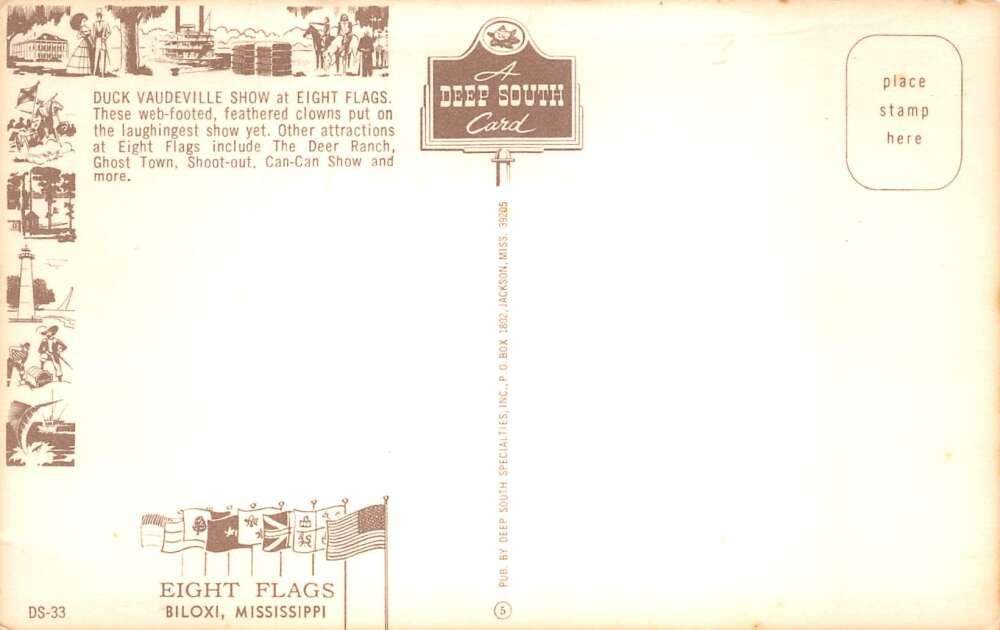 DUCK VAUDEVILLE SHOW at EIGHT FLAGS.
These web-footed, feathered clowns put on
the laughingest show yet. Other attractions
at Eight Flags include The Deer Ranch,
Ghost Town, Shoot-out, Can-Can Show and
more.
A
DEEP SOUTH
Card
place
stamp
here
PUB. BY DEEP SOUTH SPECIALTIES, INC., P. O. BOX 1802, JACKSON, MISS. 39205
5
EIGHT FLAGS
BILOXI, MISSISSIPPI
DS-33